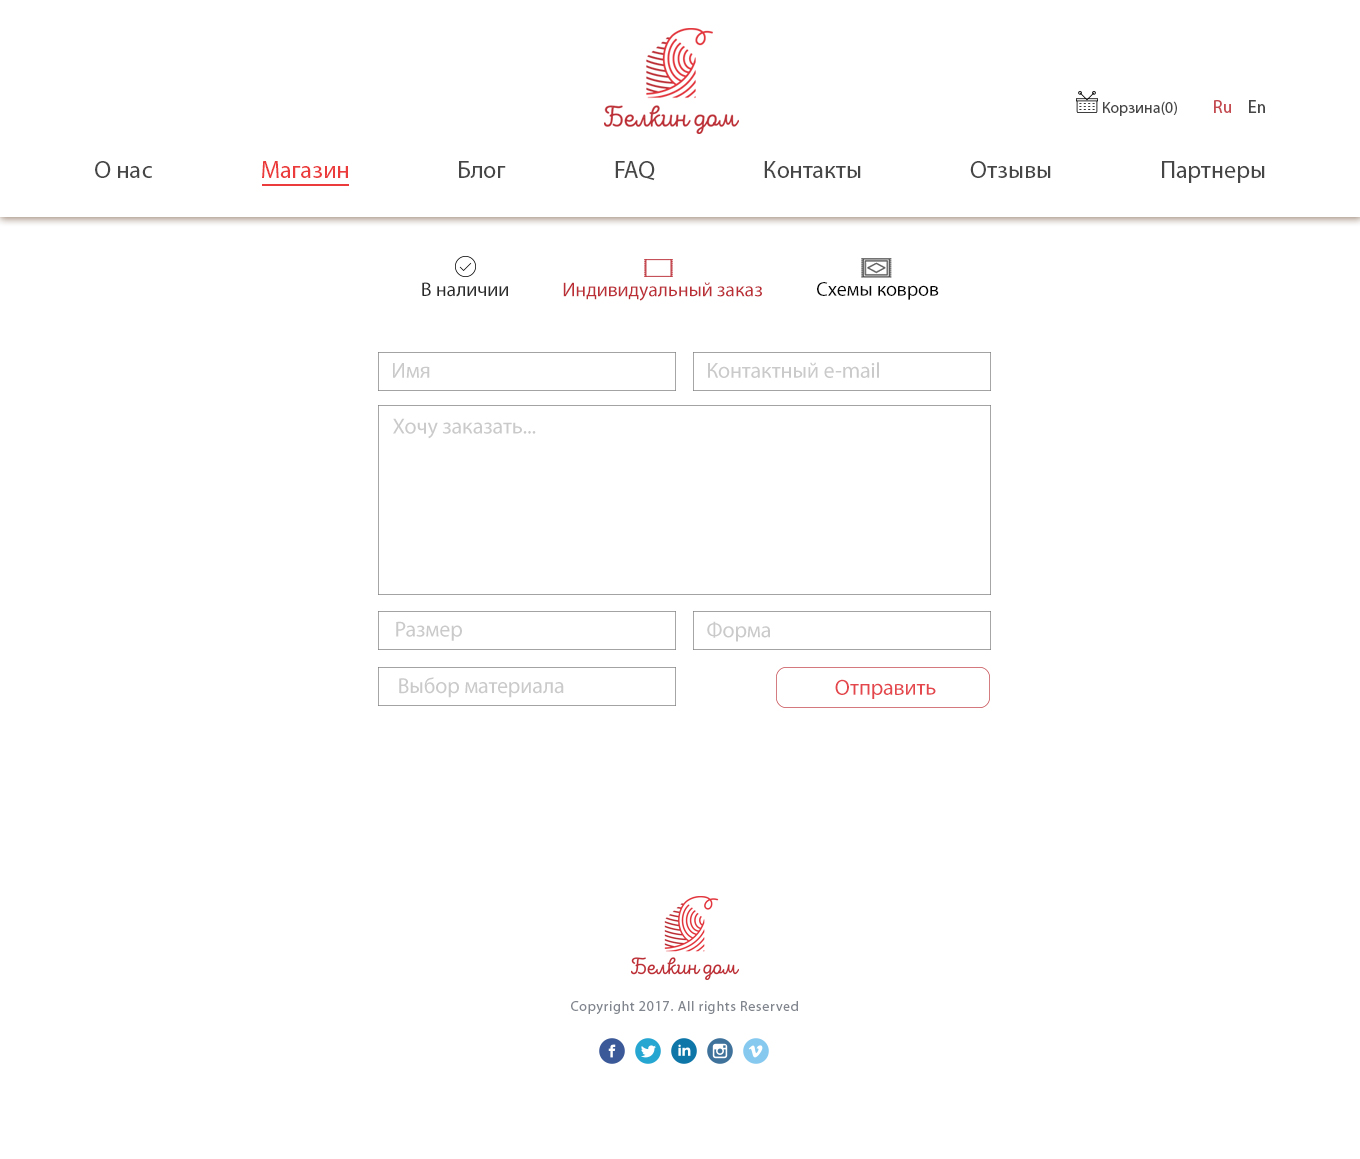 Белкин дом
Корзина(0) Ru En
О нас Магазин Блог FAQ Контакты Отзывы Партнеры
В наличии Индивидуальный заказ Схемы ковров
Имя Контактный e-mail
Хочу заказать...
Размер Форма
Выбор материала Отправить
Белкин дом
Copyright 2017. All rights Reserved